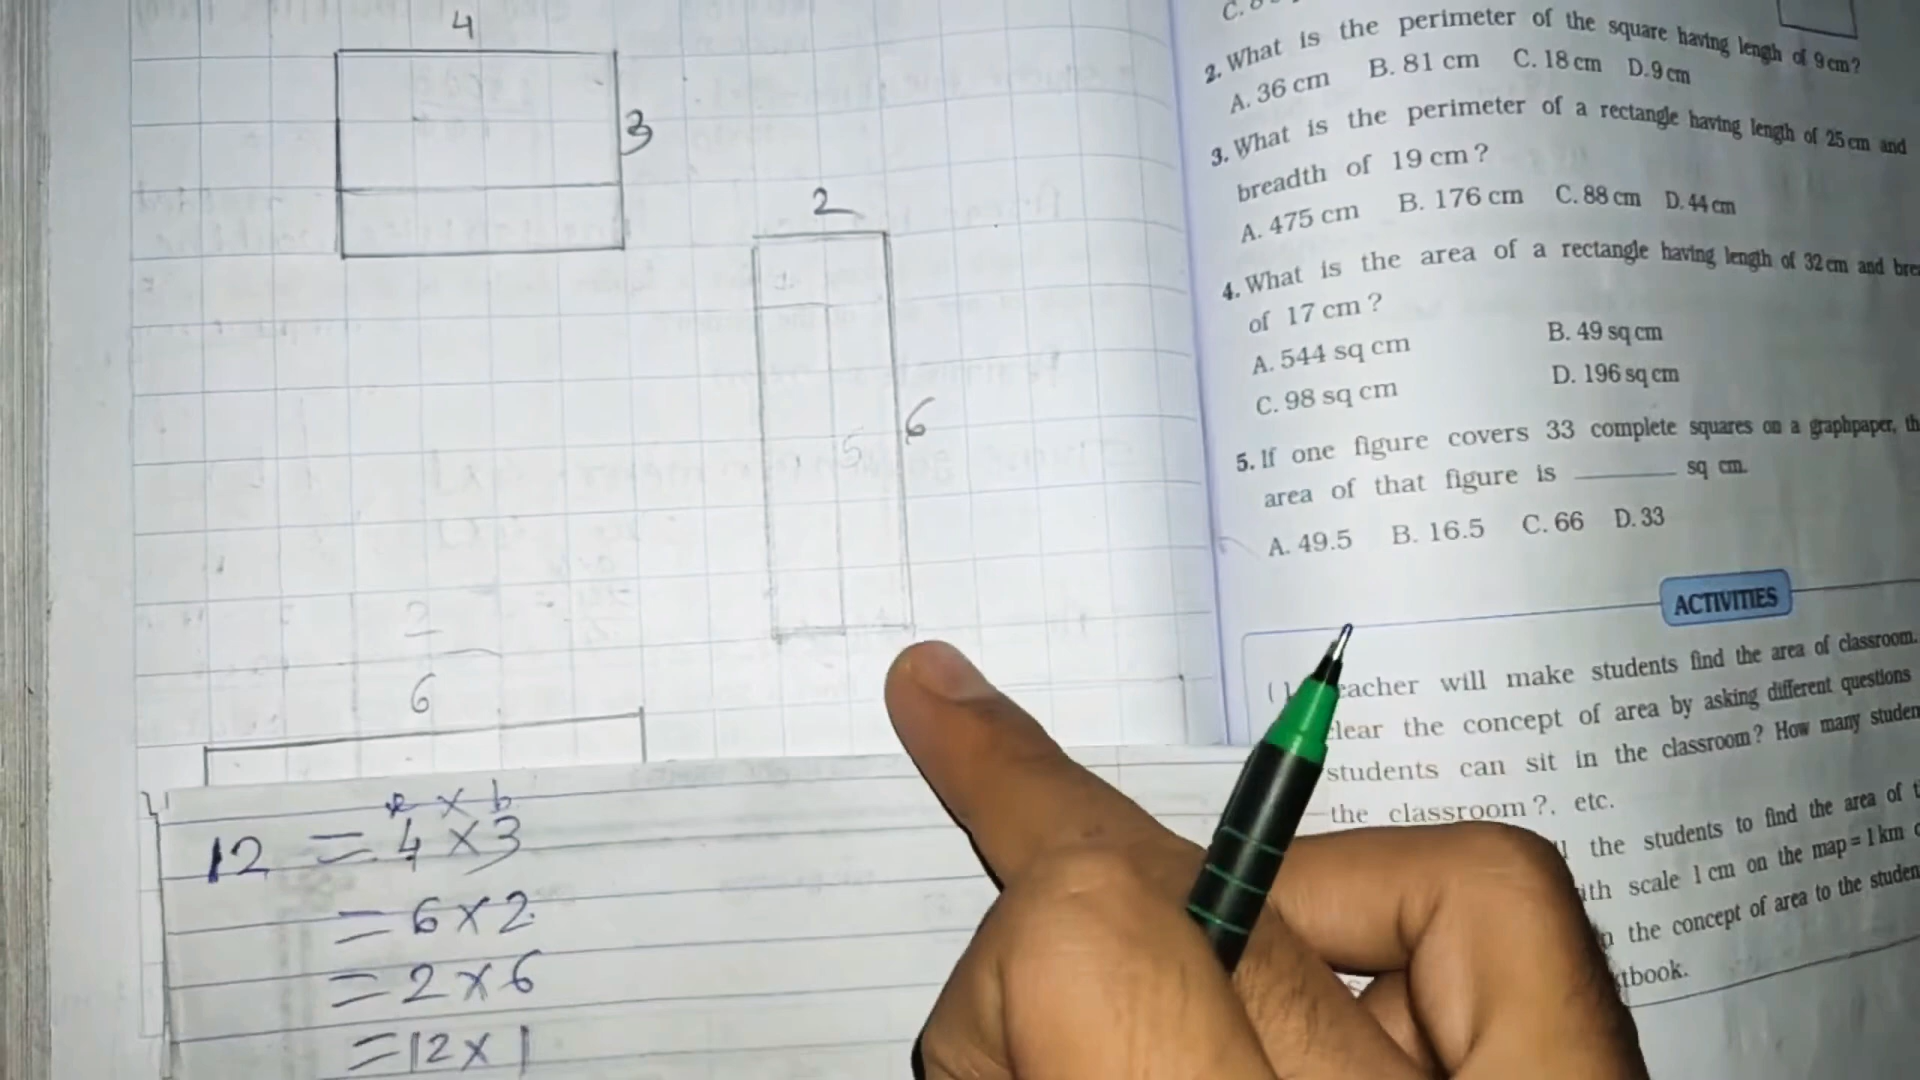 4
3
2
6
5
2
6
l × b
12 = 4 × 3
= 6 × 2
= 2 × 6
= 12 × 1
C. 8
2. What is the perimeter of the square having length of 9 cm?
A. 36 cm B. 81 cm C. 18 cm D. 9 cm
3. What is the perimeter of a rectangle having length of 25 cm and
breadth of 19 cm ?
A. 475 cm B. 176 cm C. 88 cm D. 44 cm
4. What is the area of a rectangle having length of 32 cm and brea
of 17 cm ?
A. 544 sq cm B. 49 sq cm
C. 98 sq cm D. 196 sq cm
5. If one figure covers 33 complete squares on a graphpaper, th
area of that figure is ______ sq cm.
A. 49.5 B. 16.5 C. 66 D. 33
ACTIVITIES
(1 eacher will make students find the area of classroom.
lear the concept of area by asking different questions
students can sit in the classroom ? How many studen
the classroom ?, etc.
l the students to find the area of t
ith scale 1 cm on the map = 1 km
the concept of area to the studen
tbook.